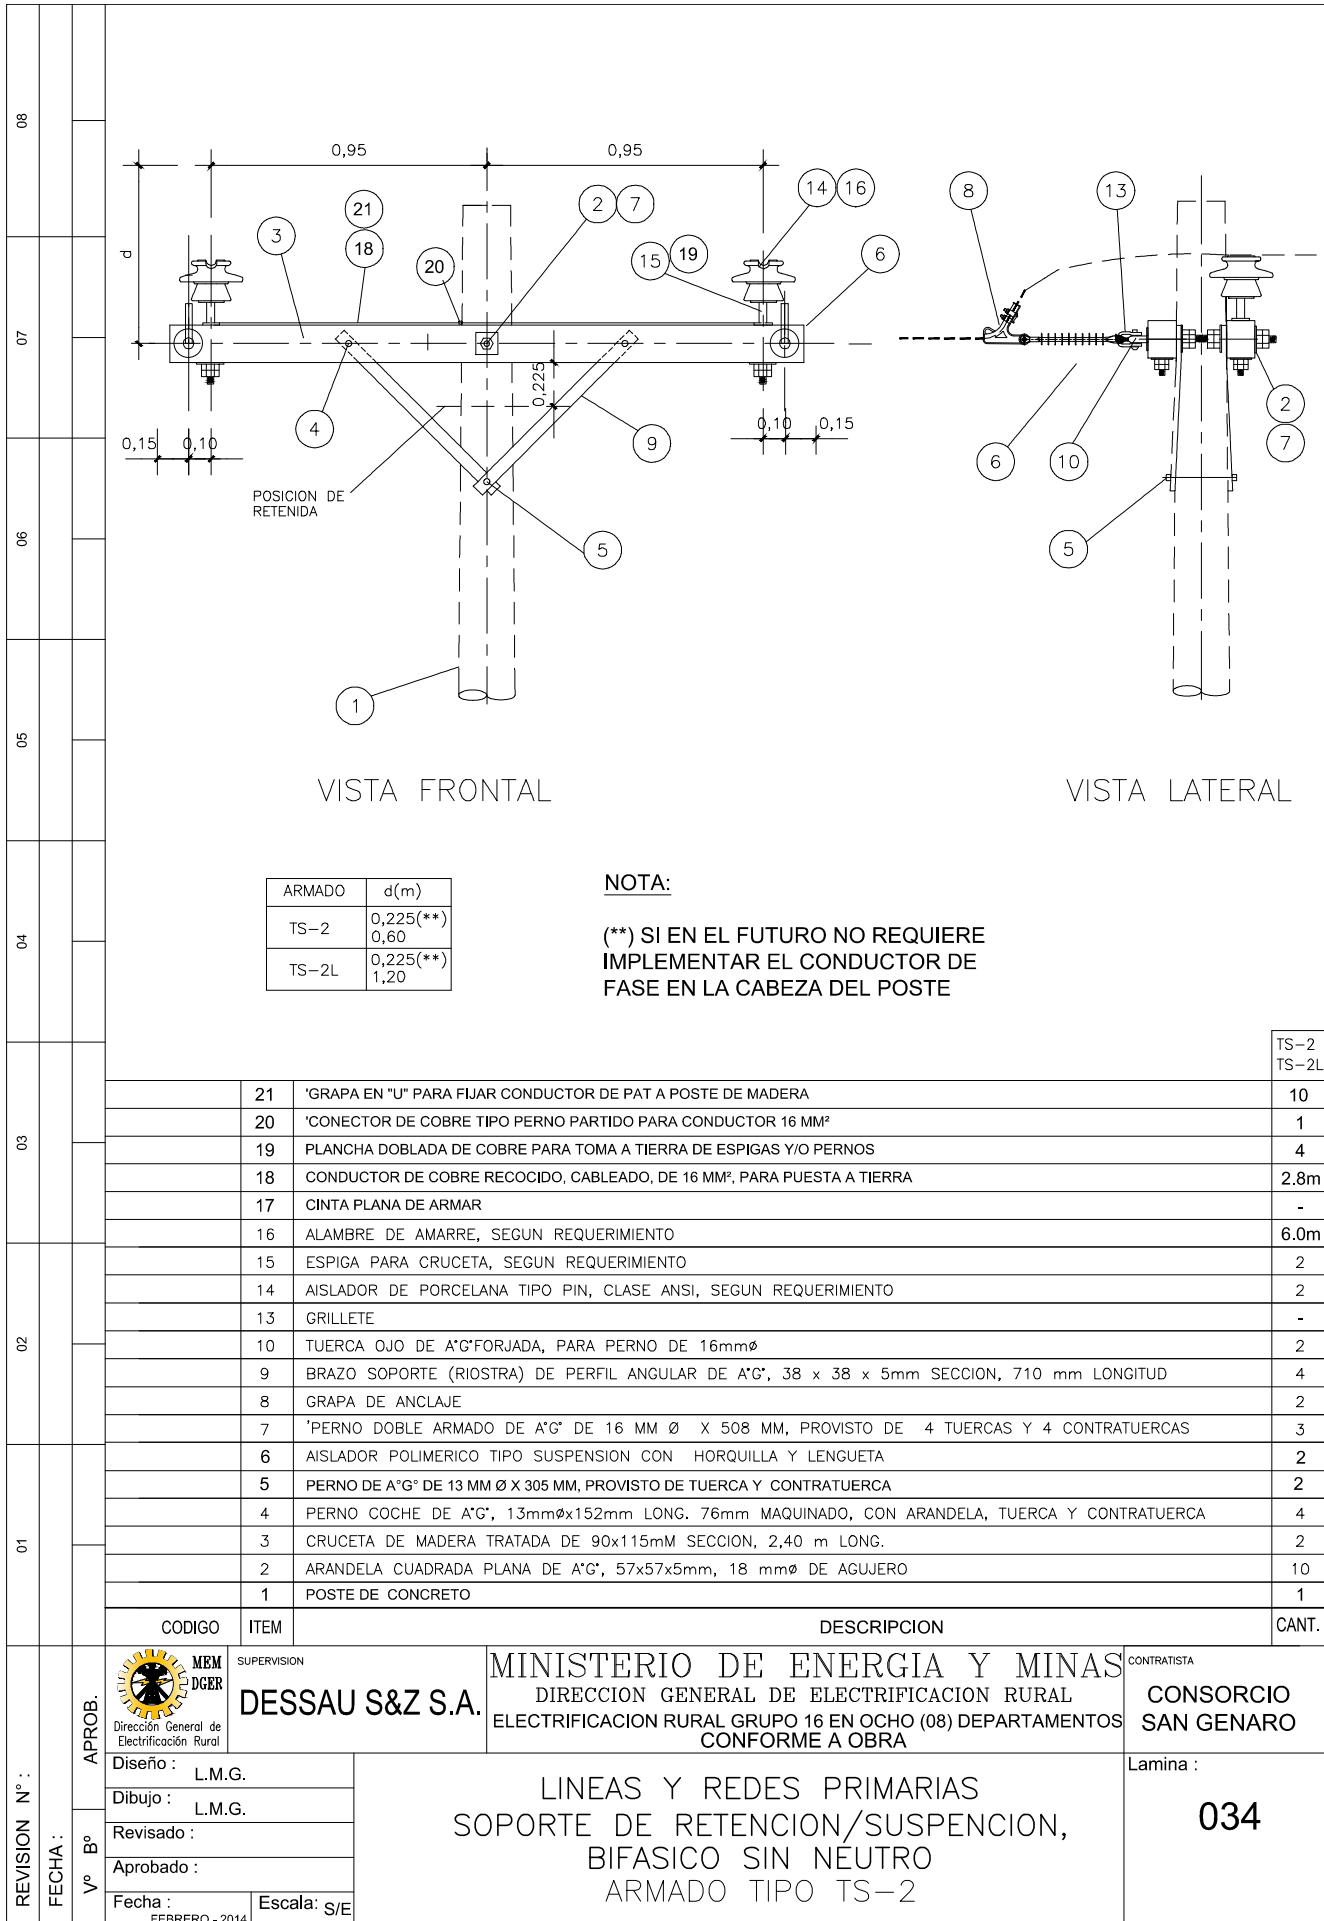 08
07
06
05
04
03
02
01
0,95
0,95
d
3
21
18
20
2
7
14
16
15
19
6
8
13
0,225
4
9
0,15
0,10
0,10
0,15
POSICION DE
RETENIDA
5
1
6
10
2
7
5
VISTA FRONTAL
VISTA LATERAL
ARMADO d(m)
TS-2 0,225(**)
0,60
TS-2L 0,225(**)
1,20
NOTA:
(**) SI EN EL FUTURO NO REQUIERE
IMPLEMENTAR EL CONDUCTOR DE
FASE EN LA CABEZA DEL POSTE
TS-2
TS-2L
21 'GRAPA EN "U" PARA FIJAR CONDUCTOR DE PAT A POSTE DE MADERA 10
20 'CONECTOR DE COBRE TIPO PERNO PARTIDO PARA CONDUCTOR 16 MM² 1
19 PLANCHA DOBLADA DE COBRE PARA TOMA A TIERRA DE ESPIGAS Y/O PERNOS 4
18 CONDUCTOR DE COBRE RECOCIDO, CABLEADO, DE 16 MM², PARA PUESTA A TIERRA 2.8m
17 CINTA PLANA DE ARMAR -
16 ALAMBRE DE AMARRE, SEGUN REQUERIMIENTO 6.0m
15 ESPIGA PARA CRUCETA, SEGUN REQUERIMIENTO 2
14 AISLADOR DE PORCELANA TIPO PIN, CLASE ANSI, SEGUN REQUERIMIENTO 2
13 GRILLETE -
10 TUERCA OJO DE A°G°FORJADA, PARA PERNO DE 16mmø 2
9 BRAZO SOPORTE (RIOSTRA) DE PERFIL ANGULAR DE A°G°, 38 x 38 x 5mm SECCION, 710 mm LONGITUD 4
8 GRAPA DE ANCLAJE 2
7 'PERNO DOBLE ARMADO DE A°G° DE 16 MM Ø X 508 MM, PROVISTO DE 4 TUERCAS Y 4 CONTRATUERCAS 3
6 AISLADOR POLIMERICO TIPO SUSPENSION CON HORQUILLA Y LENGUETA 2
5 PERNO DE A°G° DE 13 MM Ø X 305 MM, PROVISTO DE TUERCA Y CONTRATUERCA 2
4 PERNO COCHE DE A°G°, 13mmøx152mm LONG. 76mm MAQUINADO, CON ARANDELA, TUERCA Y CONTRATUERCA 4
3 CRUCETA DE MADERA TRATADA DE 90x115mM SECCION, 2,40 m LONG. 2
2 ARANDELA CUADRADA PLANA DE A°G°, 57x57x5mm, 18 mmø DE AGUJERO 10
1 POSTE DE CONCRETO 1
CODIGO ITEM DESCRIPCION CANT.
MEM
DGER
Dirección General de
Electrificación Rural
SUPERVISION
DESSAU S&Z S.A.
MINISTERIO DE ENERGIA Y MINAS
DIRECCION GENERAL DE ELECTRIFICACION RURAL
ELECTRIFICACION RURAL GRUPO 16 EN OCHO (08) DEPARTAMENTOS
CONFORME A OBRA
CONTRATISTA
CONSORCIO
SAN GENARO
Diseño : L.M.G.
Dibujo : L.M.G.
Revisado :
Aprobado :
Fecha : FEBRERO - 2014
Escala: S/E
LINEAS Y REDES PRIMARIAS
SOPORTE DE RETENCION/SUSPENCION,
BIFASICO SIN NEUTRO
ARMADO TIPO TS-2
Lamina :
034
REVISION N° :
FECHA :
V° B° APROB.